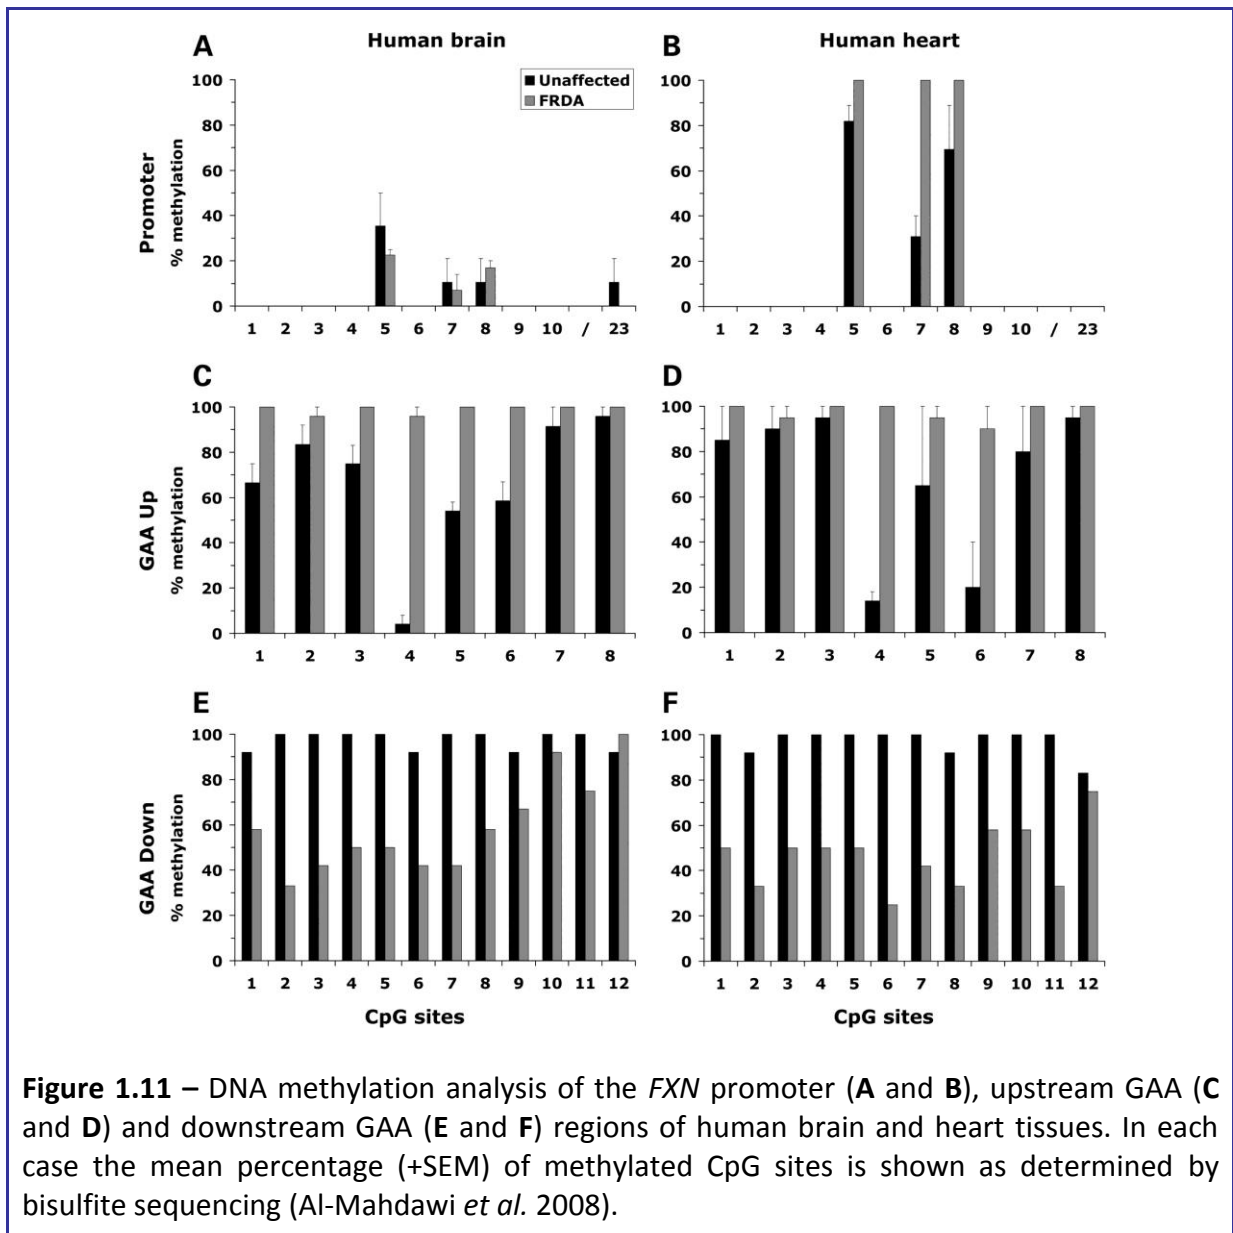 A Human brain
B Human heart
Unaffected
FRDA
Promoter
% methylation
100
80
60
40
20
0
1 2 3 4 5 6 7 8 9 10 / 23
100
80
60
40
20
0
1 2 3 4 5 6 7 8 9 10 / 23
C
D
GAA Up
% methylation
100
80
60
40
20
0
1 2 3 4 5 6 7 8
100
80
60
40
20
0
1 2 3 4 5 6 7 8
E
F
GAA Down
% methylation
100
80
60
40
20
0
1 2 3 4 5 6 7 8 9 10 11 12
CpG sites
100
80
60
40
20
0
1 2 3 4 5 6 7 8 9 10 11 12
CpG sites
Figure 1.11 – DNA methylation analysis of the FXN promoter (A and B), upstream GAA (C
and D) and downstream GAA (E and F) regions of human brain and heart tissues. In each
case the mean percentage (+SEM) of methylated CpG sites is shown as determined by
bisulfite sequencing (Al-Mahdawi et al. 2008).